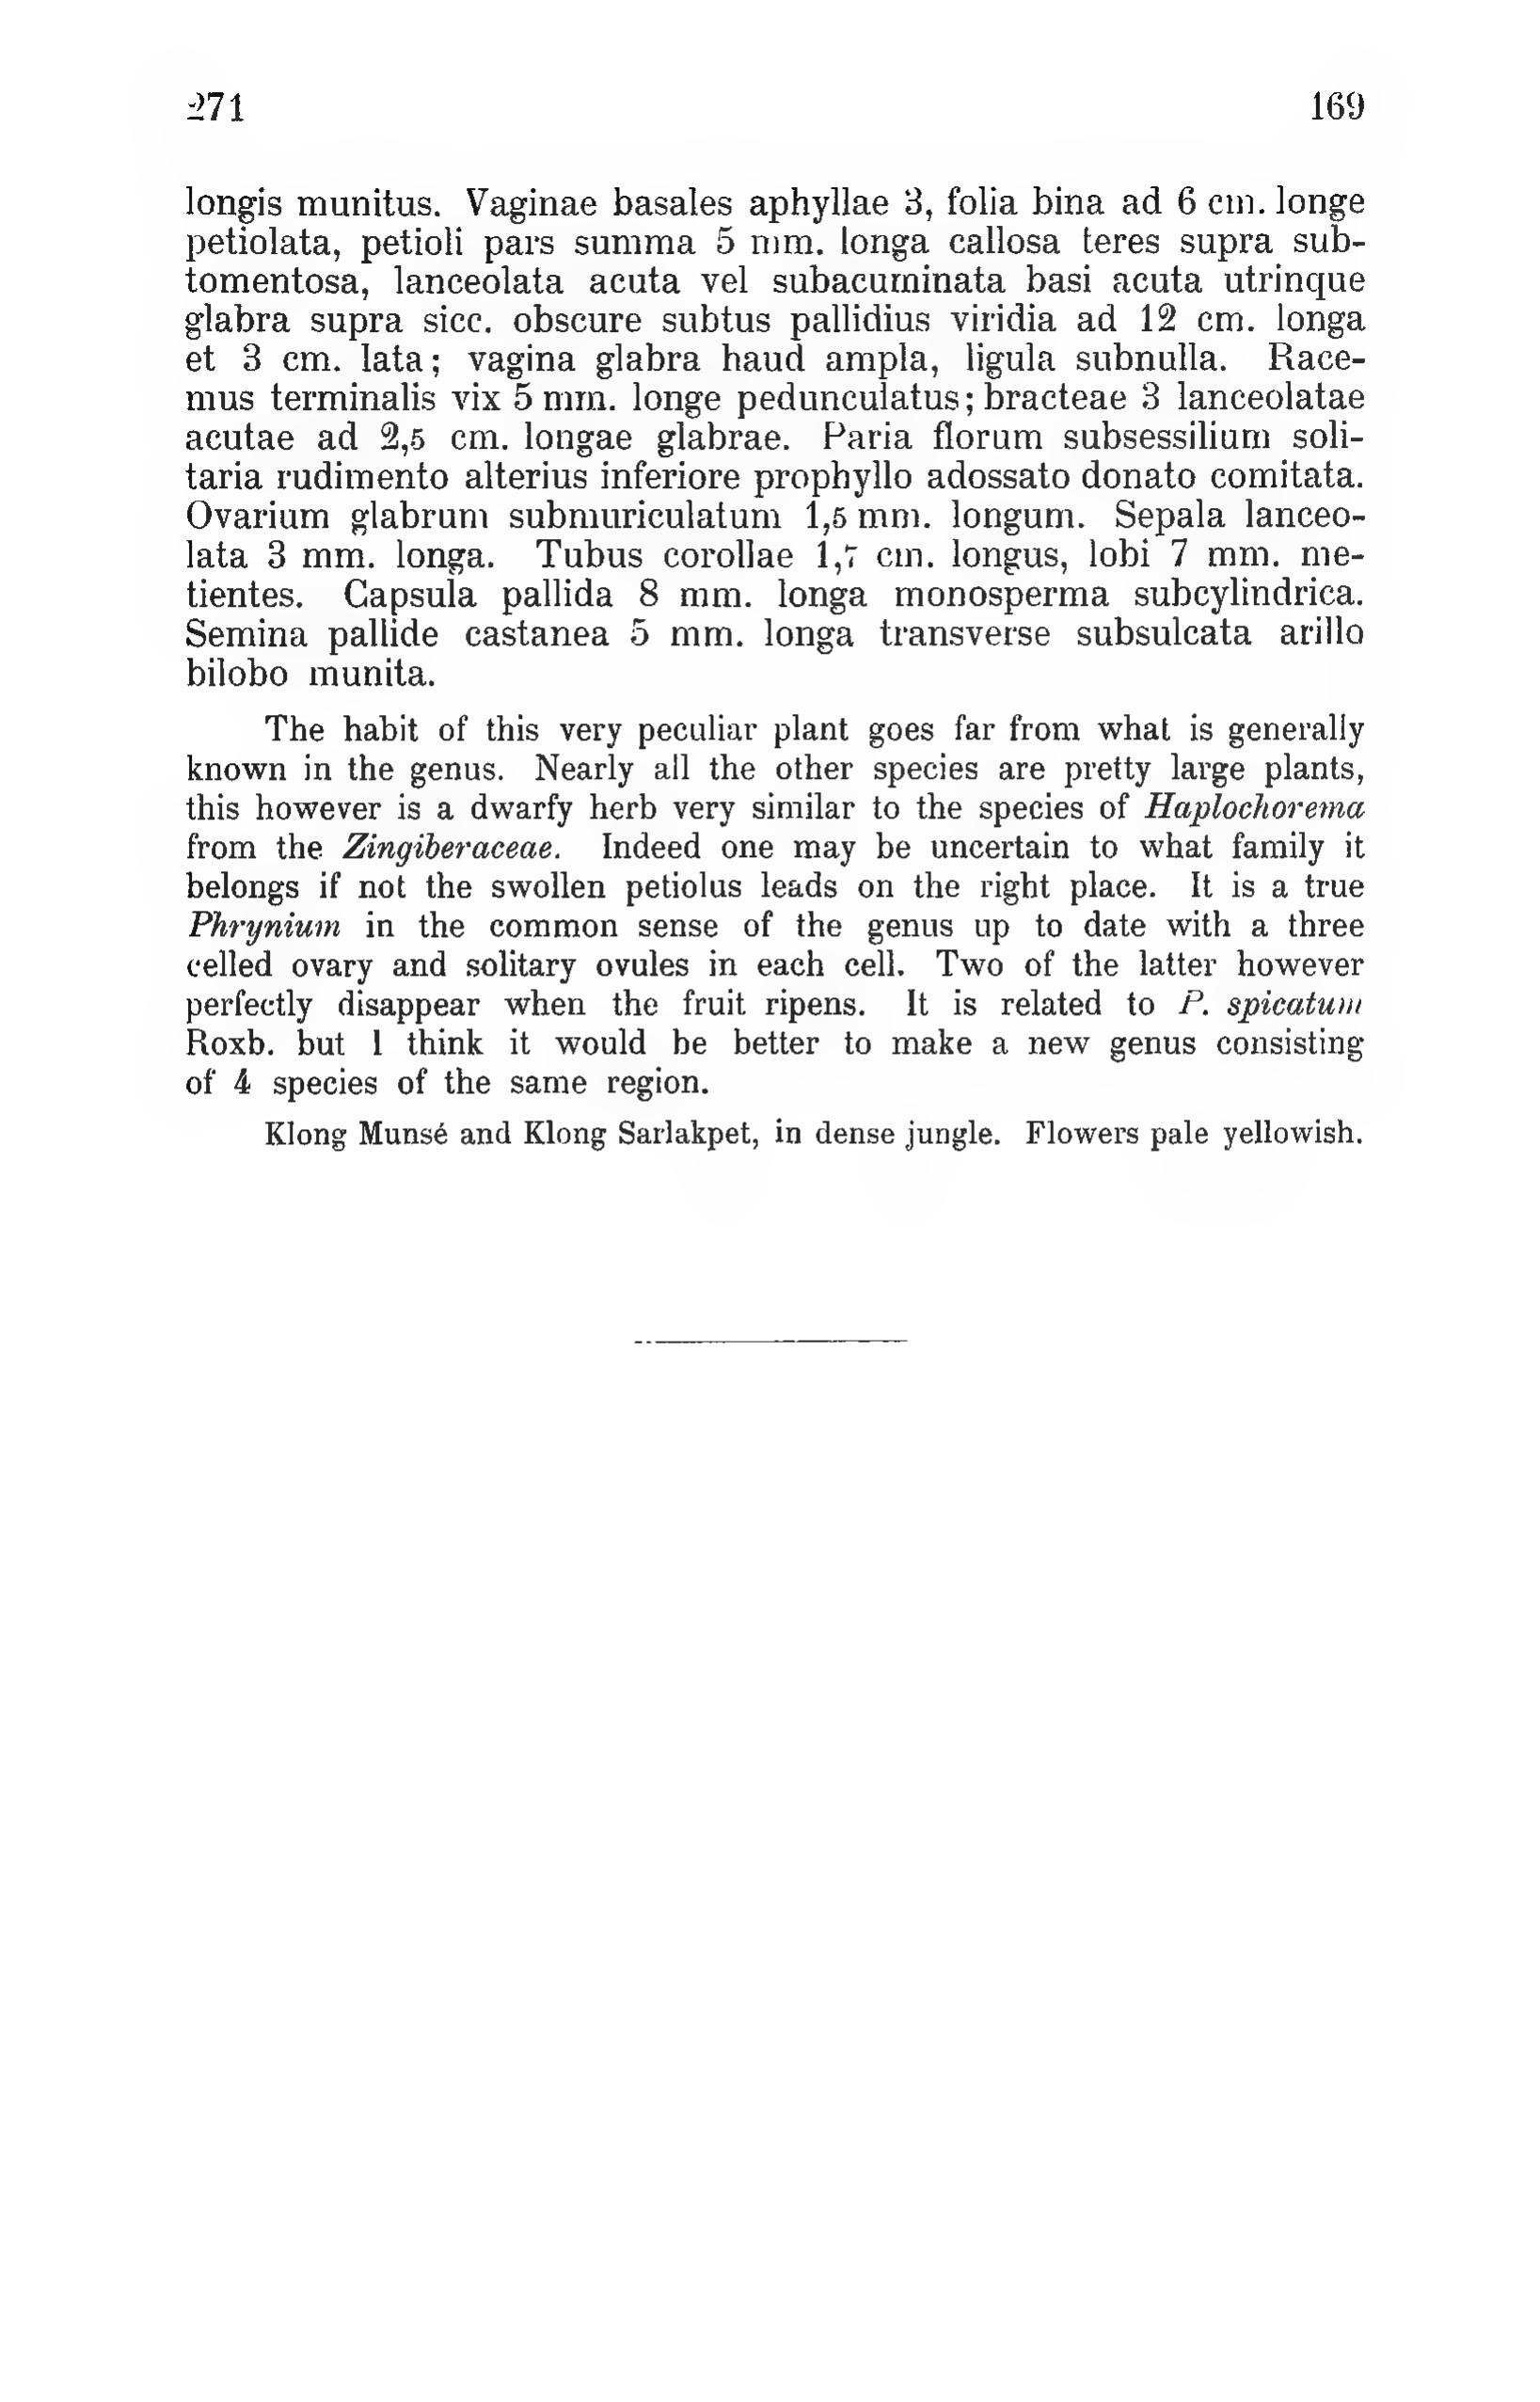 271 169
longis munitus. Vaginae basales aphyllae 3, folia bina ad 6 cm. longe
petiolata, petioli pars summa 5 mm. longa callosa teres supra sub-
tomentosa, lanceolata acuta vel subacuminata basi acuta utrinque
glabra supra sicc. obscure subtus pallidius viridia ad 12 cm. longa
et 3 cm. lata; vagina glabra haud ampla, ligula subnulla. Race-
mus terminalis vix 5 mm. longe pedunculatus; bracteae 3 lanceolatae
acutae ad 2,5 cm. longae glabrae. Paria florum subsessilium soli-
taria rudimento alterius inferiore prophyllo adossato donato comitata.
Ovarium glabrum submuriculatum 1,5 mm. longum. Sepala lanceo-
lata 3 mm. longa. Tubus corollae 1,7 cm. longus, lobi 7 mm. me-
tientes. Capsula pallida 8 mm. longa monosperma subcylindrica.
Semina pallide castanea 5 mm. longa transverse subsulcata arillo
bilobo munita.
The habit of this very peculiar plant goes far from what is generally
known in the genus. Nearly all the other species are pretty large plants,
this however is a dwarfy herb very similar to the species of Haplochorema
from the Zingiberaceae. Indeed one may be uncertain to what family it
belongs if not the swollen petiolus leads on the right place. It is a true
Phrynium in the common sense of the genus up to date with a three
celled ovary and solitary ovules in each cell. Two of the latter however
perfectly disappear when the fruit ripens. It is related to P. spicatum
Roxb. but I think it would be better to make a new genus consisting
of 4 species of the same region.
Klong Munsé and Klong Sarlakpet, in dense jungle. Flowers pale yellowish.